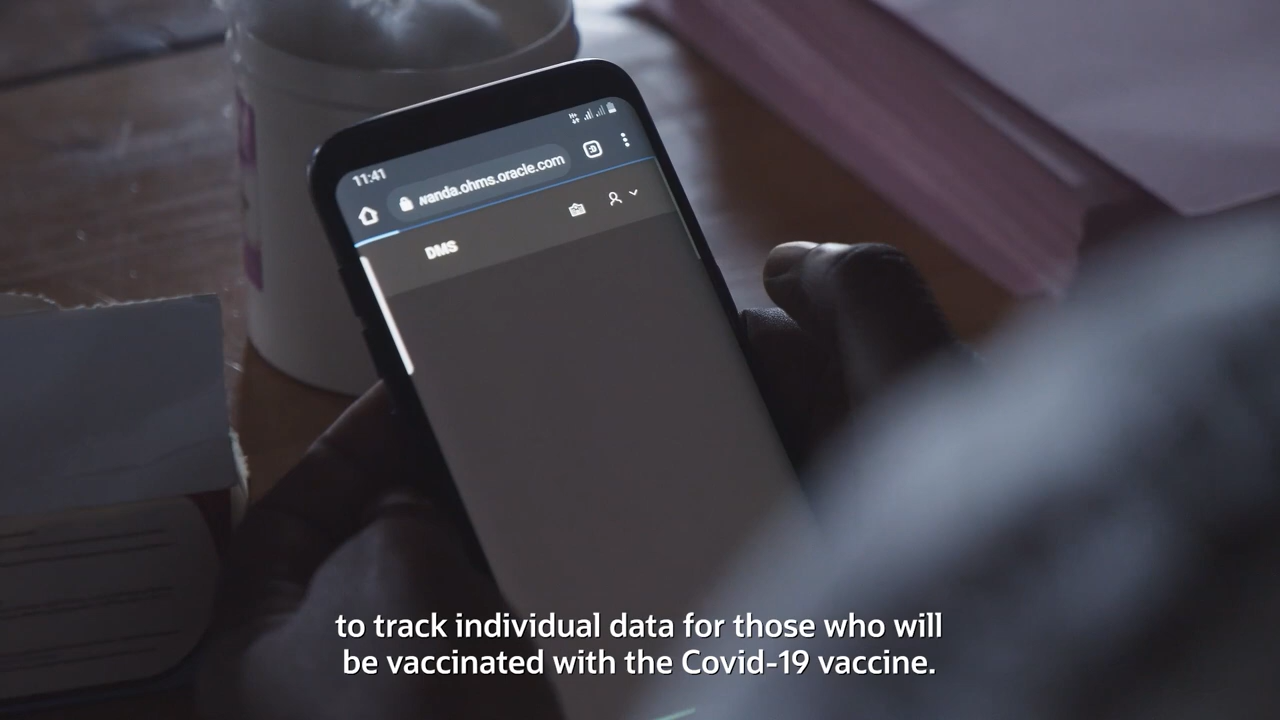 11:41
wanda.ohms.oracle.com
DMS
to track individual data for those who will
be vaccinated with the Covid-19 vaccine.